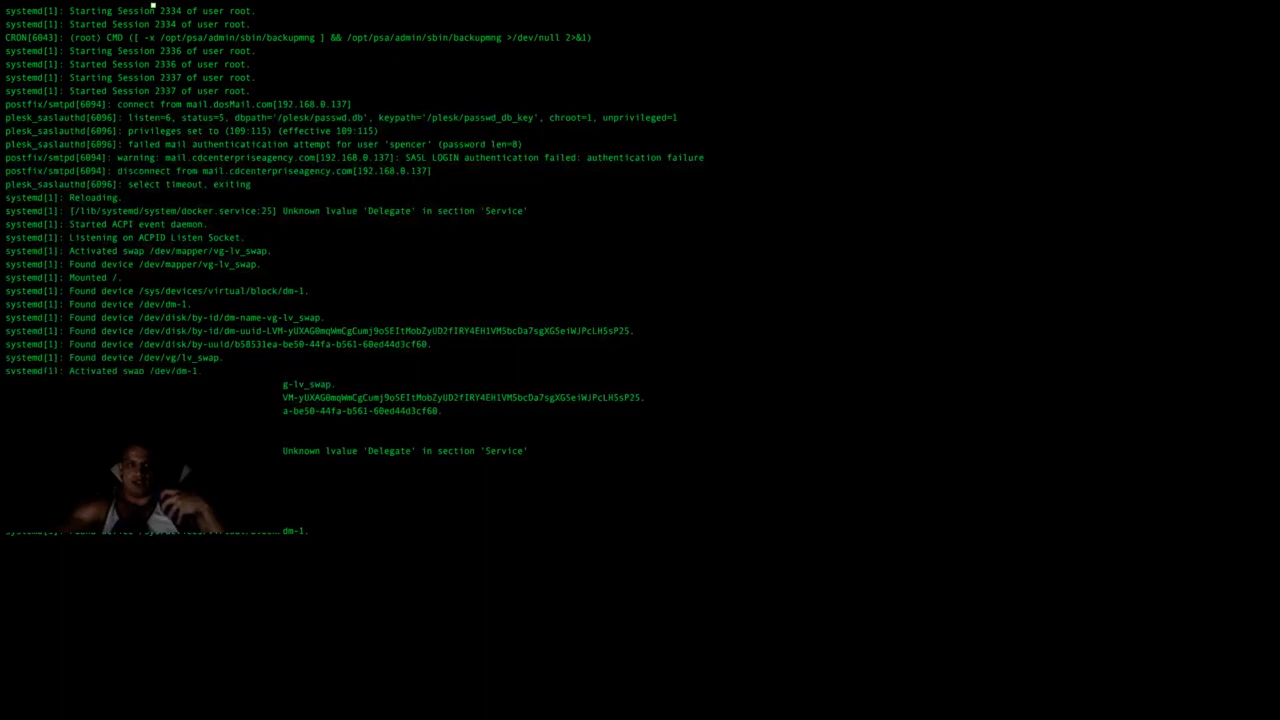 systemd[1]: Starting Session 2334 of user root.
systemd[1]: Started Session 2334 of user root.
CRON[6043]: (root) CMD ([ -x /opt/psa/admin/sbin/backupmng ] && /opt/psa/admin/sbin/backupmng >/dev/null 2>&1)
systemd[1]: Starting Session 2336 of user root.
systemd[1]: Started Session 2336 of user root.
systemd[1]: Starting Session 2337 of user root.
systemd[1]: Started Session 2337 of user root.
postfix/smtpd[6094]: connect from mail.dosMail.com[192.168.0.137]
plesk_saslauthd[6096]: listen=6, status=5, dbpath='/plesk/passwd.db', keypath='/plesk/passwd_db_key', chroot=1, unprivileged=1
plesk_saslauthd[6096]: privileges set to (109:115) (effective 109:115)
plesk_saslauthd[6096]: failed mail authenticatication attempt for user 'spencer' (password len=8)
postfix/smtpd[6094]: warning: mail.cdcenterpriseagency.com[192.168.0.137]: SASL LOGIN authentication failed: authentication failure
postfix/smtpd[6094]: disconnect from mail.cdcenterpriseagency.com[192.168.0.137]
plesk_saslauthd[6096]: select timeout, exiting
systemd[1]: Reloading.
systemd[1]: [/lib/systemd/system/docker.service:25] Unknown lvalue 'Delegate' in section 'Service'
systemd[1]: Started ACPI event daemon.
systemd[1]: Listening on ACPID Listen Socket.
systemd[1]: Activated swap /dev/mapper/vg-lv_swap.
systemd[1]: Found device /dev/mapper/vg-lv_swap.
systemd[1]: Mounted /.
systemd[1]: Found device /sys/devices/virtual/block/dm-1.
systemd[1]: Found device /dev/dm-1.
systemd[1]: Found device /dev/disk/by-id/dm-name-vg-lv_swap.
systemd[1]: Found device /dev/disk/by-id/dm-uuid-LVM-yUXAG0mqWmCgCumj9oSEItMobZyUD2fIRY4EH1VM5bcDa7sgXGSeiWJPcLHSsP25.
systemd[1]: Found device /dev/disk/by-uuid/b58531ea-be50-44fa-b561-60ed44d3cf60.
systemd[1]: Found device /dev/vg/lv_swap.
systemd[1]: Activated swap /dev/dm-1.
g-lv_swap.
VM-yUXAG0mqWmCgCumj9oSEItMobZyUD2fIRY4EH1VM5bcDa7sgXGSeiWJPcLHSsP25.
a-be50-44fa-b561-60ed44d3cf60.
Unknown lvalue 'Delegate' in section 'Service'
dm-1.